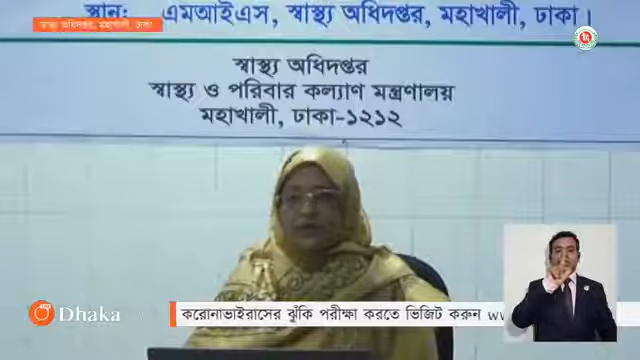 স্থান: এমআইএস, স্বাস্থ্য অধিদপ্তর, মহাখালী, ঢাকা।
স্বাস্থ্য অধিদপ্তর, মহাখালী, ঢাকা
স্বাস্থ্য অধিদপ্তর
স্বাস্থ্য ও পরিবার কল্যাণ মন্ত্রণালয়
মহাখালী, ঢাকা-১২১২
Dhaka
করোনাভাইরাসের ঝুঁকি পরীক্ষা করতে ভিজিট করুন